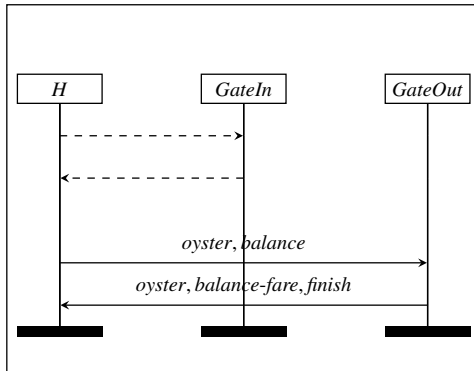 H GateIn GateOut
oyster, balance
oyster, balance-fare, finish